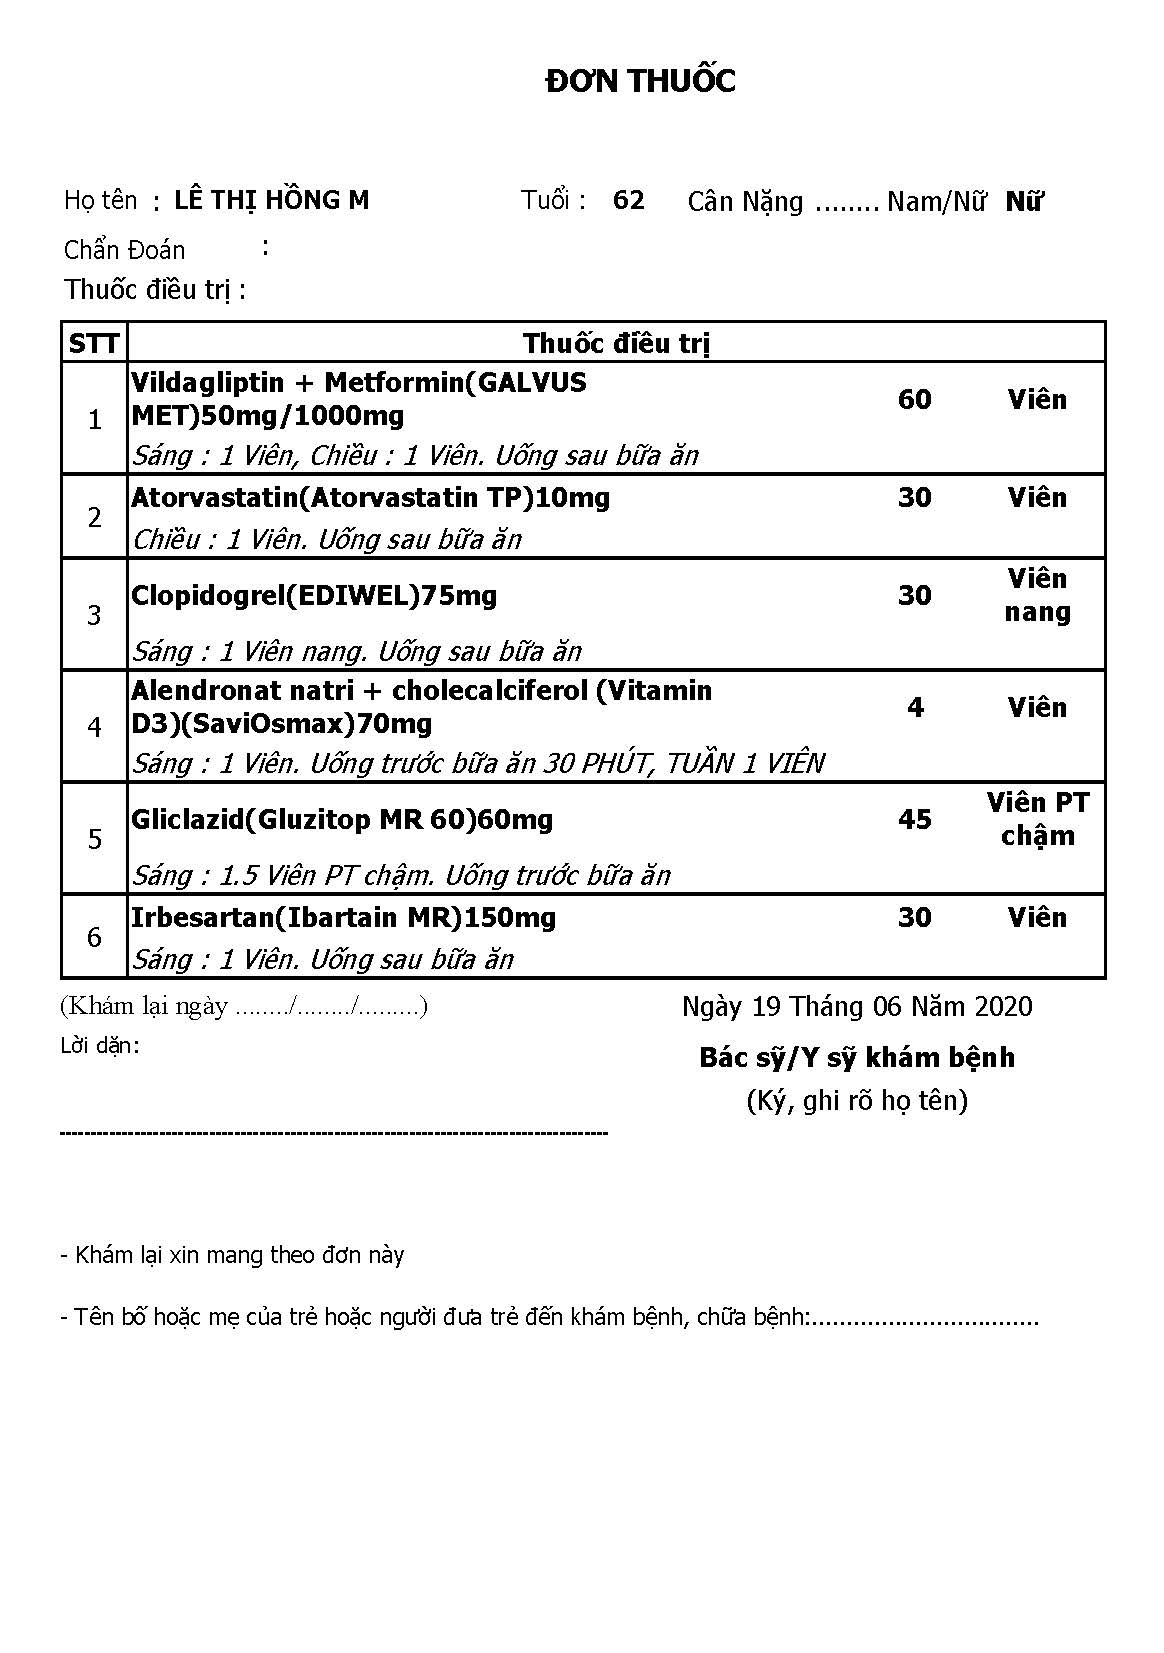 ĐƠN THUỐC
Họ tên : LÊ THỊ HỒNG M Tuổi : 62 Cân Nặng ........ Nam/Nữ Nữ
Chẩn Đoán :
Thuốc điều trị :
STT Thuốc điều trị
1 Vildagliptin + Metformin(GALVUS
MET)50mg/1000mg 60 Viên
Sáng : 1 Viên, Chiều : 1 Viên. Uống sau bữa ăn
2 Atorvastatin(Atorvastatin TP)10mg 30 Viên
Chiều : 1 Viên. Uống sau bữa ăn
3 Clopidogrel(EDIWEL)75mg 30 Viên
nang
Sáng : 1 Viên nang. Uống sau bữa ăn
4 Alendronat natri + cholecalciferol (Vitamin
D3)(SaviOsmax)70mg 4 Viên
Sáng : 1 Viên. Uống trước bữa ăn 30 PHÚT, TUẦN 1 VIÊN
5 Gliclazid(Gluzitop MR 60)60mg 45 Viên PT
chậm
Sáng : 1.5 Viên PT chậm. Uống trước bữa ăn
6 Irbesartan(Ibartain MR)150mg 30 Viên
Sáng : 1 Viên. Uống sau bữa ăn
(Khám lại ngày ......../......../.........) Ngày 19 Tháng 06 Năm 2020
Lời dặn:
Bác sỹ/Y sỹ khám bệnh
(Ký, ghi rõ họ tên)
- Khám lại xin mang theo đơn này
- Tên bố hoặc mẹ của trẻ hoặc người đưa trẻ đến khám bệnh, chữa bệnh:.................................